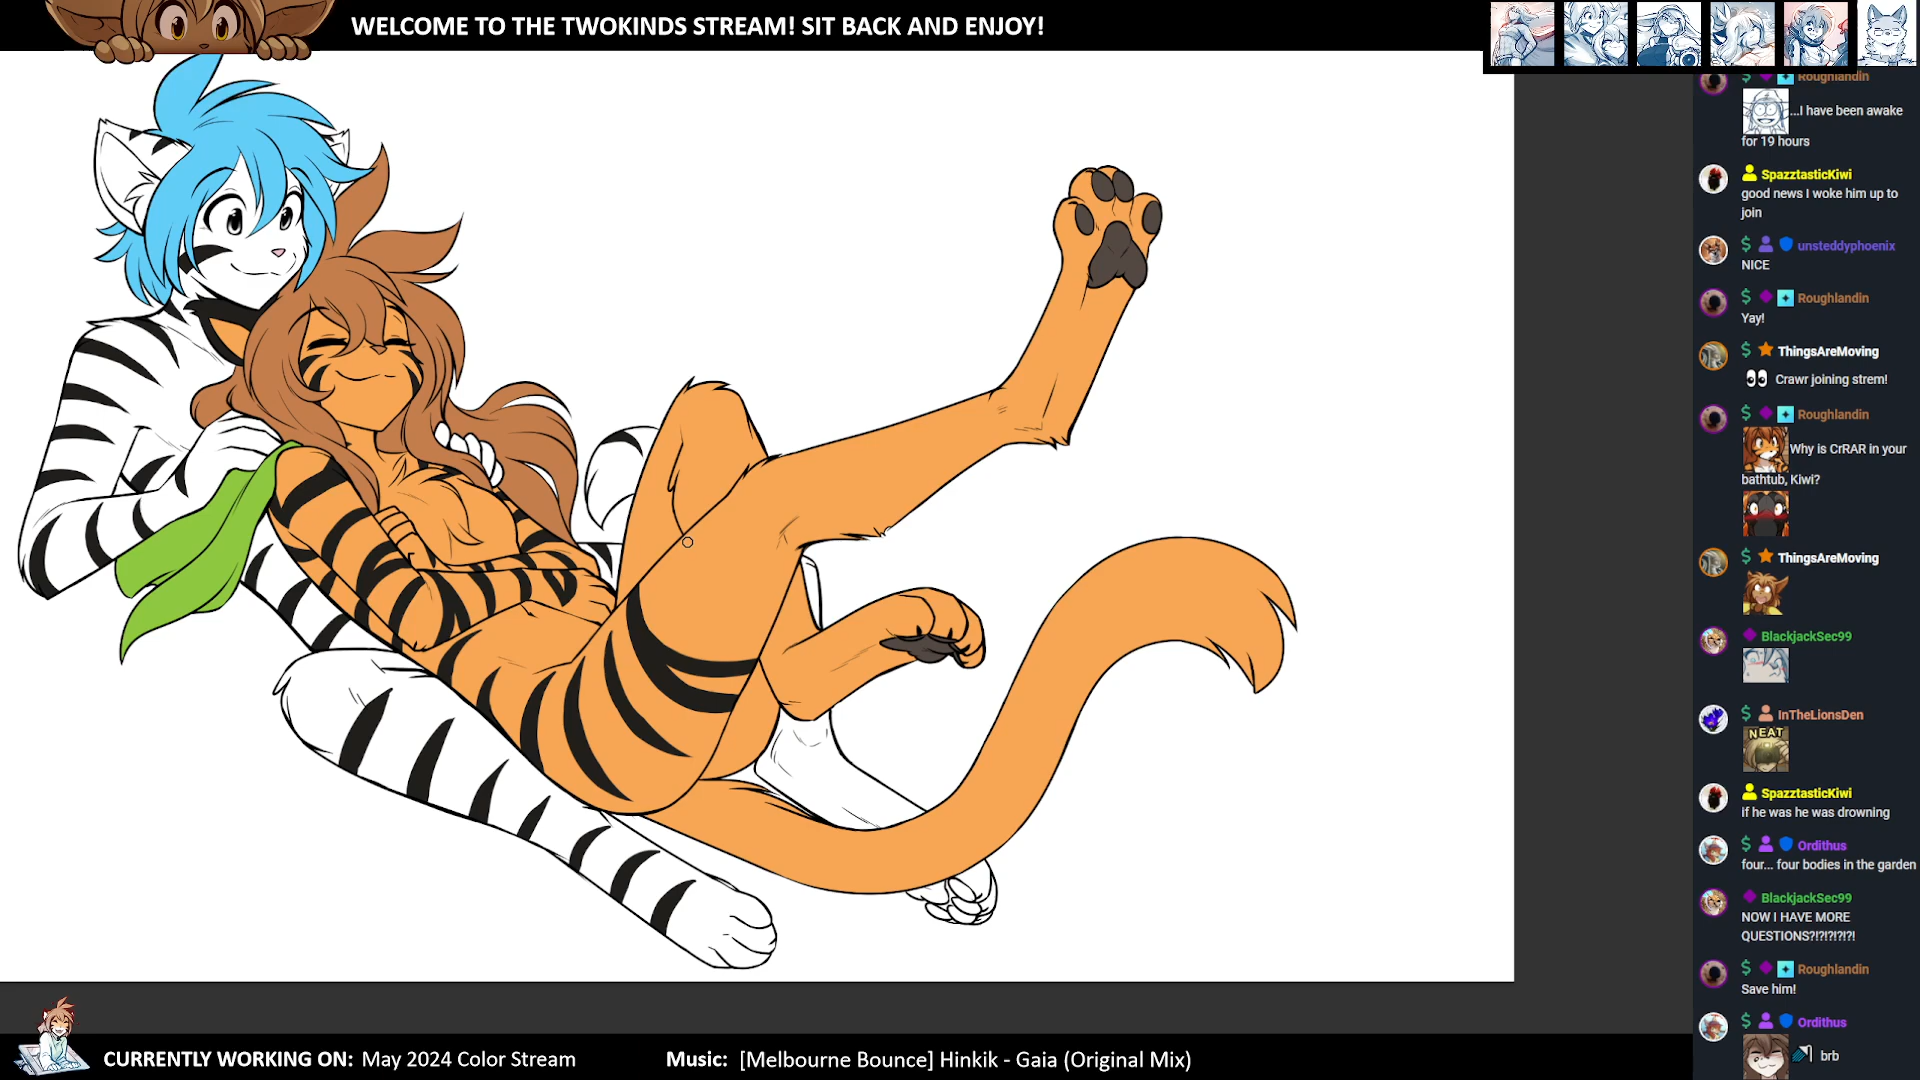 WELCOME TO THE TWOKINDS STREAM! SIT BACK AND ENJOY!
Roughlandin
...I have been awake
for 19 hours
SpazztasticKiwi
good news I woke him up to
join
unsteddyphoenix
NICE
Roughlandin
Yay!
ThingsAreMoving
Crawr joining strem!
Roughlandin
Why is CrRAR in your
bathtub, Kiwi?
ThingsAreMoving
BlackjackSec99
InTheLionsDen
NEAT
SpazztasticKiwi
If he was he was drowning
Ordithus
four... four bodies in the garden
BlackjackSec99
NOW I HAVE MORE
QUESTIONS?!?!?!?!?!
Roughlandin
Save him!
Ordithus
brb
CURRENTLY WORKING ON: May 2024 Color Stream
Music: [Melbourne Bounce] Hinkik - Gaia (Original Mix)